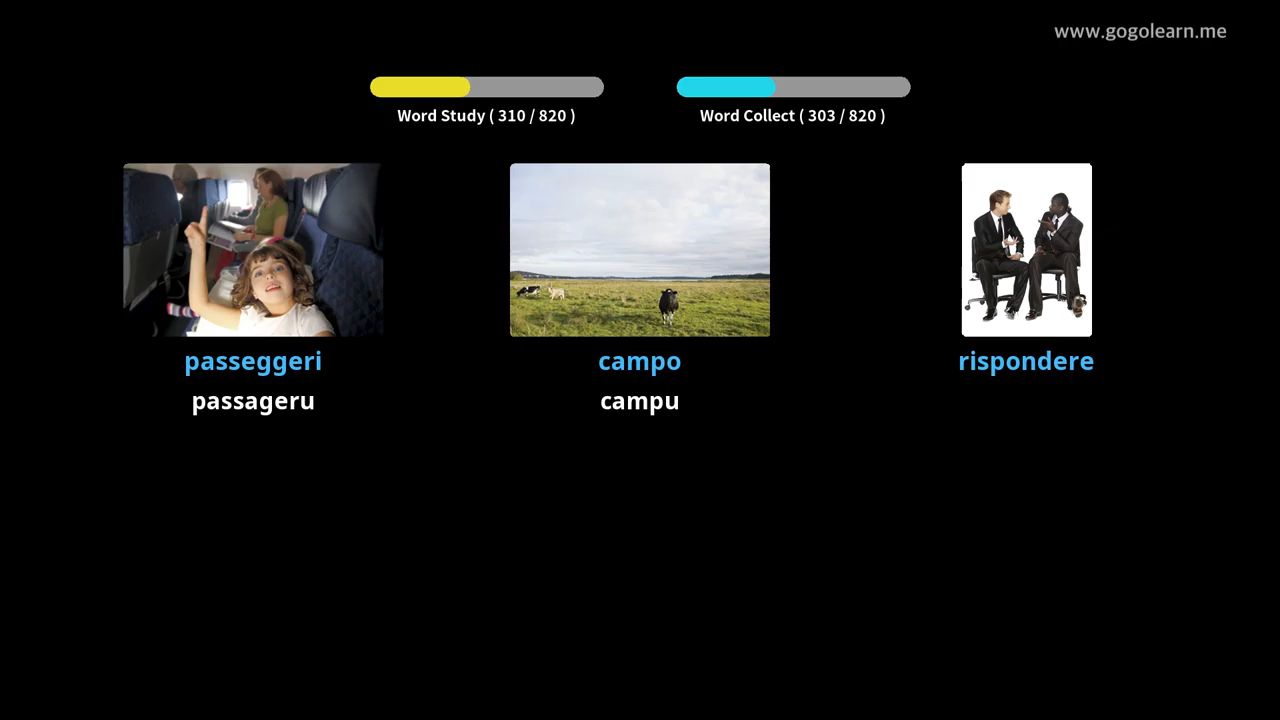 www.gogolearn.me
Word Study ( 310 / 820 )
Word Collect ( 303 / 820 )
passeggeri
campo
rispondere
passageru
campu